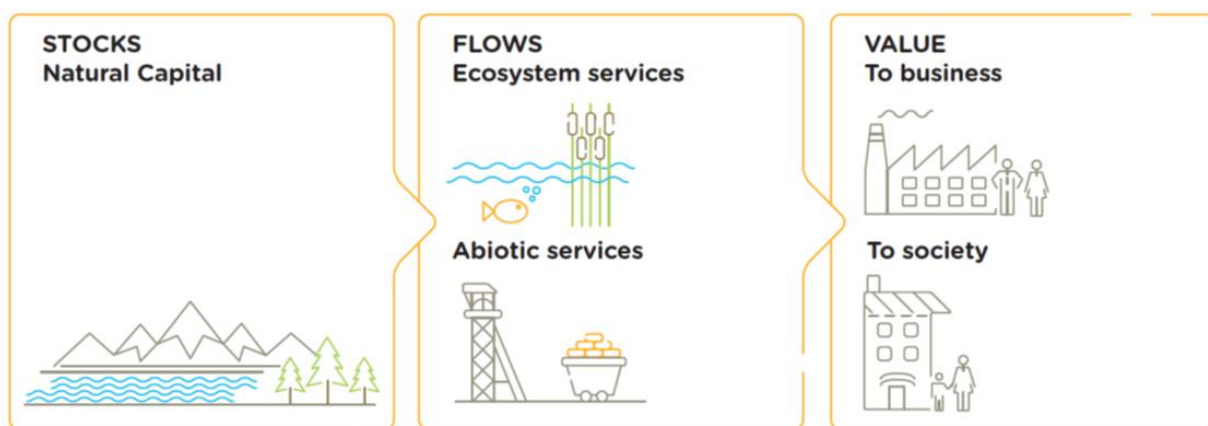 STOCKS
Natural Capital
FLOWS
Ecosystem services
Abiotic services
VALUE
To business
To society